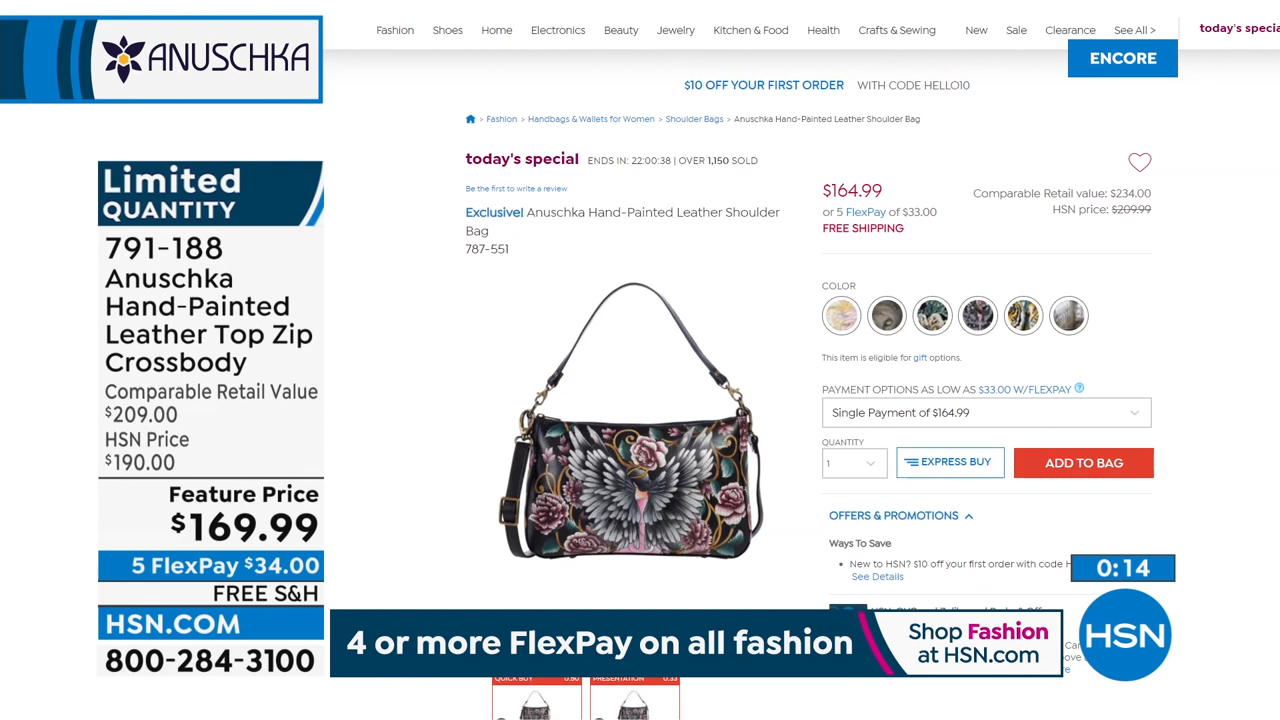 ANUSCHKA
Fashion Shoes Home Electronics Beauty Jewelry Kitchen & Food Health Crafts & Sewing New Sale Clearance See All >
today's specia
ENCORE
$10 OFF YOUR FIRST ORDER WITH CODE HELLO10
> Fashion > Handbags & Wallets for Women > Shoulder Bags > Anuschka Hand-Painted Leather Shoulder Bag
today's special ENDS IN: 22:00:38 | OVER 1,150 SOLD
Be the first to write a review
Exclusive! Anuschka Hand-Painted Leather Shoulder
Bag
787-551
$164.99
or 5 FlexPay of $33.00
FREE SHIPPING
Comparable Retail value: $234.00
HSN price: $209.99
COLOR
This item is eligible for gift options.
PAYMENT OPTIONS AS LOW AS $33.00 W/FLEXPAY ?
Single Payment of $164.99
QUANTITY
1
EXPRESS BUY
ADD TO BAG
OFFERS & PROMOTIONS
Ways To Save
New to HSN? $10 off your first order with code H
See Details
Limited
QUANTITY
791-188
Anuschka
Hand-Painted
Leather Top Zip
Crossbody
Comparable Retail Value
$209.00
HSN Price
$190.00
Feature Price
$169.99
5 FlexPay $34.00
FREE S&H
HSN.COM
800-284-3100
0:14
4 or more FlexPay on all fashion
Shop Fashion
at HSN.com
HSN
QUICK BUY 0:50
PRESENTATION 0:33